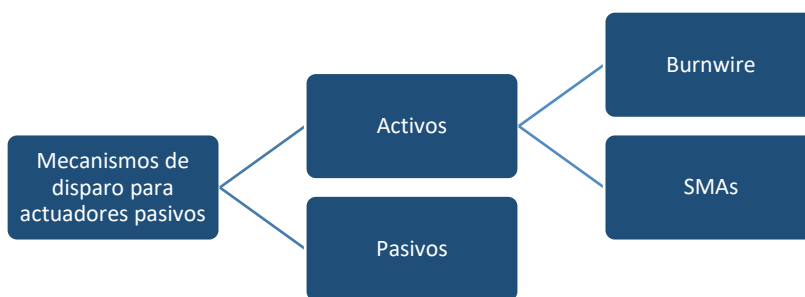 Mecanismos de
disparo para
actuadores pasivos
Activos
Pasivos
Burnwire
SMAs